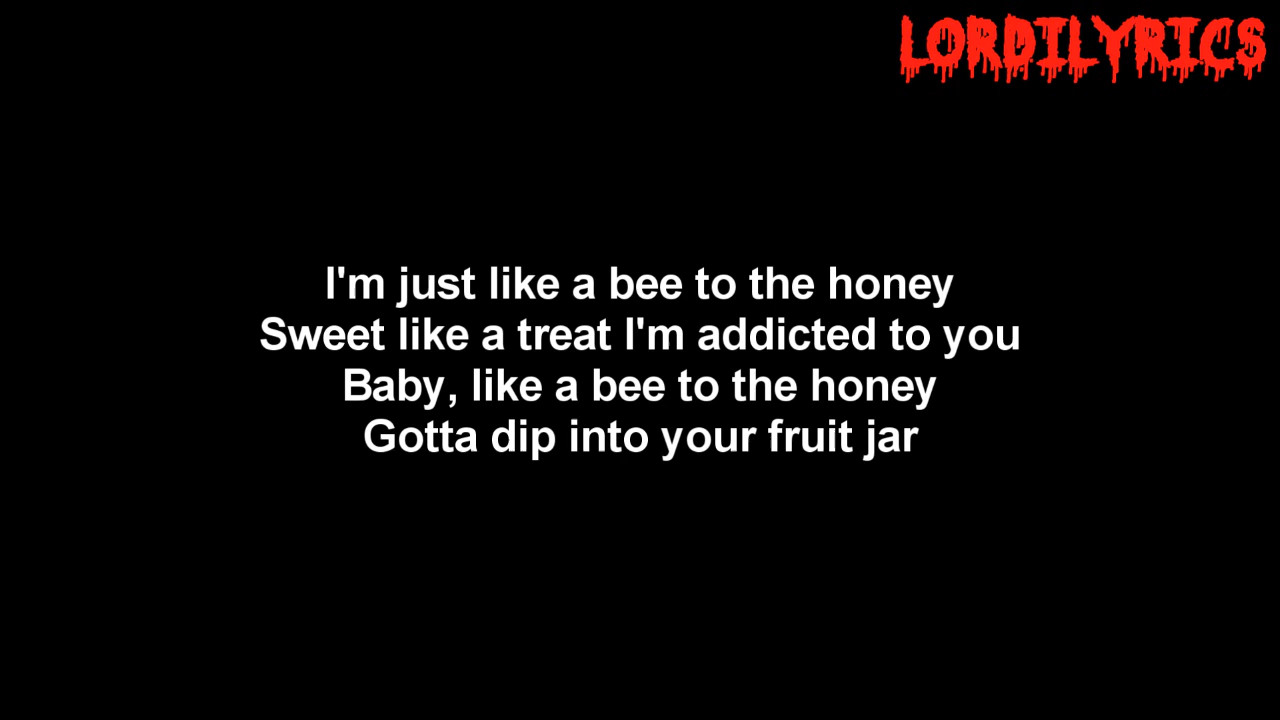 LORDILYRICS
I'm just like a bee to the honey
Sweet like a treat I'm addicted to you
Baby, like a bee to the honey
Gotta dip into your fruit jar